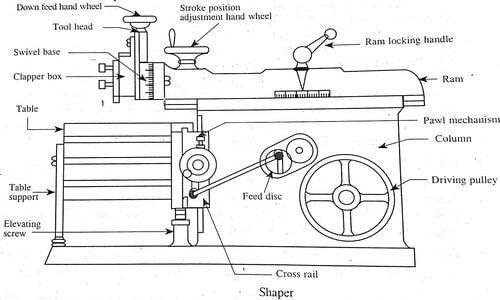 Down feed hand wheel
Tool head
Swivel base
Clapper box
Table
Table
support
Elevating
screw
Stroke position
adjustment hand wheel
Ram locking handle
Ram
Pawl mechanism
Column
Driving pulley
Feed disc
Cross rail
Shaper